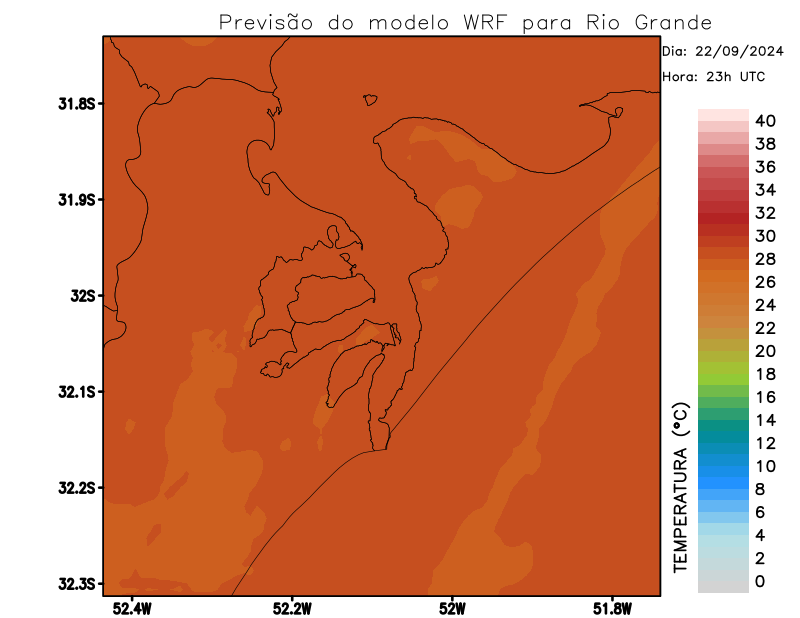 Previsão do modelo WRF para Rio Grande
Dia: 22/09/2024
Hora: 23h UTC
31.8S
31.9S
32S
32.1S
32.2S
32.3S
52.4W
52.2W
52W
51.8W
40
38
36
34
32
30
28
26
24
22
20
18
16
14
12
10
8
6
4
2
0
TEMPERATURA (°C)